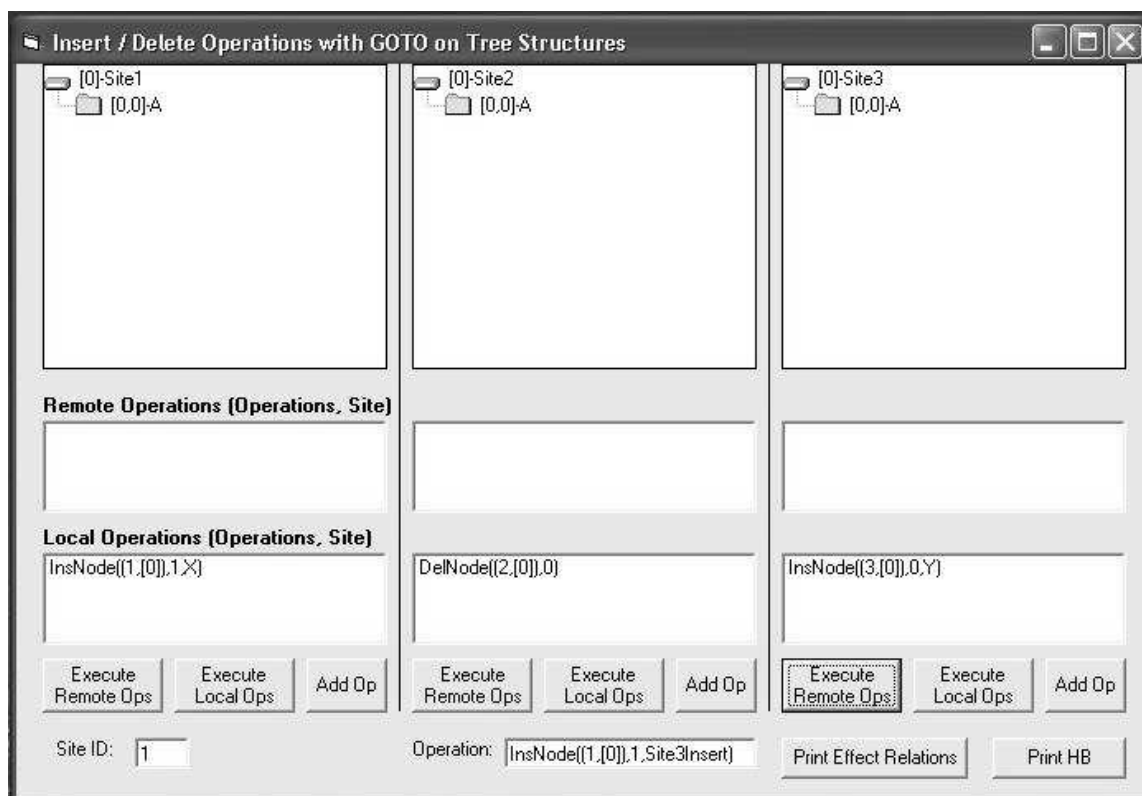 Insert / Delete Operations with GOTO on Tree Structures
[0]-Site1
[0,0]-A
[0]-Site2
[0,0]-A
[0]-Site3
[0,0]-A
Remote Operations (Operations, Site)
Local Operations (Operations, Site)
InsNode((1,[0]),1,X)
DelNode((2,[0]),0)
InsNode((3,[0]),0,Y)
Execute Remote Ops
Execute Local Ops
Add Op
Execute Remote Ops
Execute Local Ops
Add Op
Execute Remote Ops
Execute Local Ops
Add Op
Site ID: 1
Operation: InsNode((1,[0]),1,Site3Insert)
Print Effect Relations
Print HB